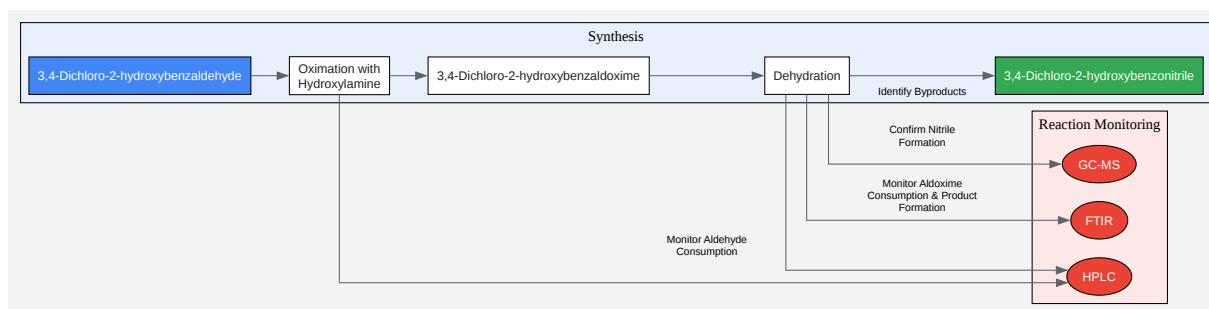 Synthesis
3,4-Dichloro-2-hydroxybenzaldehyde
Oximation with
Hydroxylamine
3,4-Dichloro-2-hydroxybenzaldoxime
Dehydration
3,4-Dichloro-2-hydroxybenzonitrile
Identify Byproducts
Reaction Monitoring
Confirm Nitrile
Formation
GC-MS
Monitor Aldoxime
Consumption & Product
Formation
FTIR
Monitor Aldehyde
Consumption
HPLC